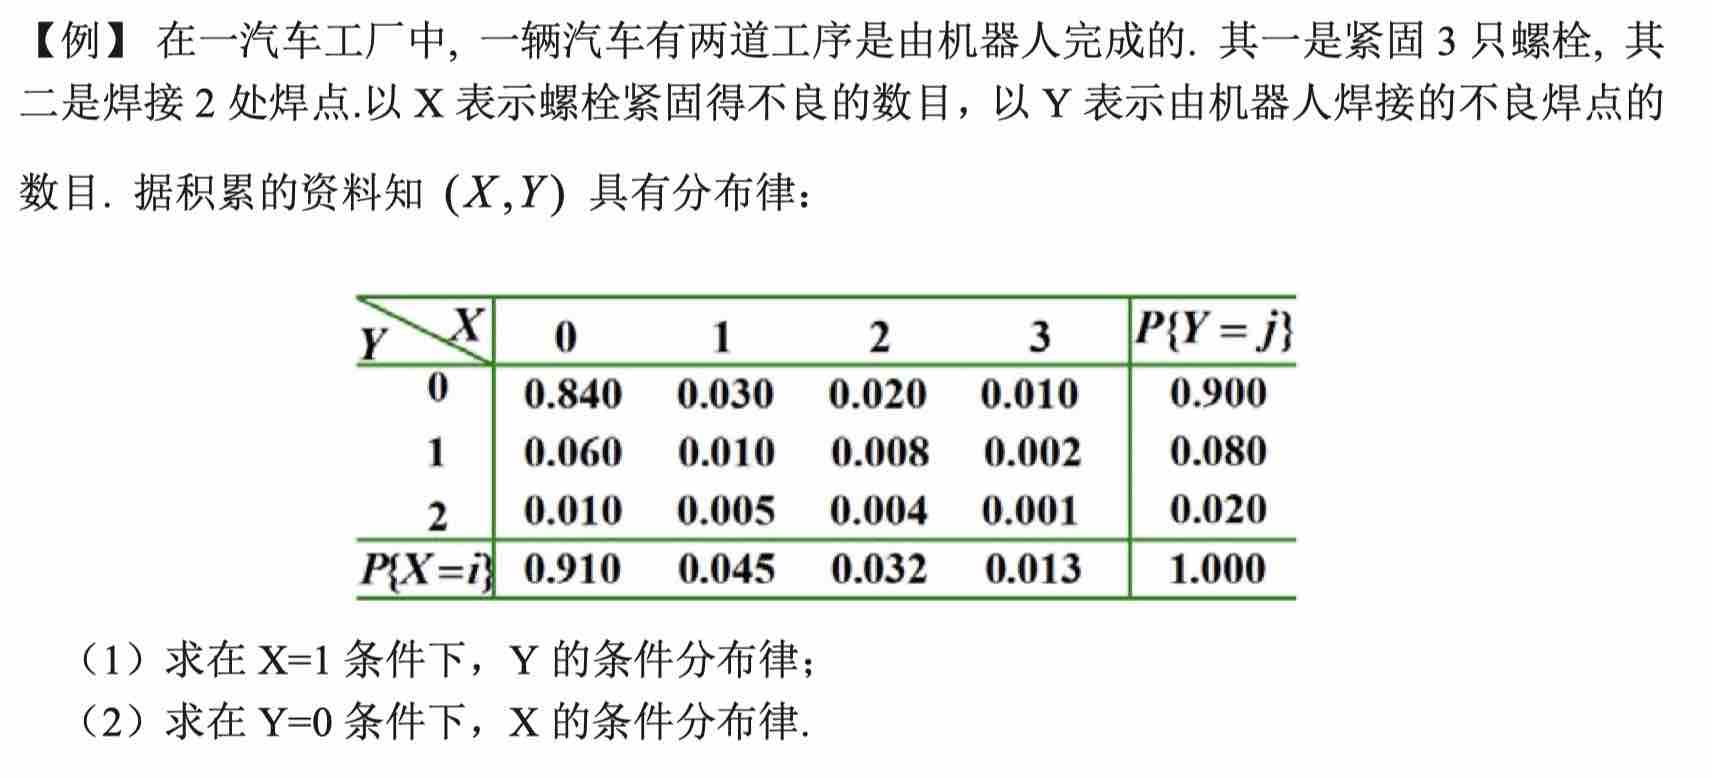 【例】 在一汽车工厂中, 一辆汽车有两道工序是由机器人完成的. 其一是紧固 3 只螺栓, 其
二是焊接 2 处焊点.以 X 表示螺栓紧固得不良的数目，以 Y 表示由机器人焊接的不良焊点的
数目. 据积累的资料知 (X,Y) 具有分布律：
Y X 0 1 2 3 P{Y = j}
0 0.840 0.030 0.020 0.010 0.900
1 0.060 0.010 0.008 0.002 0.080
2 0.010 0.005 0.004 0.001 0.020
P{X=i} 0.910 0.045 0.032 0.013 1.000
（1）求在 X=1 条件下，Y 的条件分布律；
（2）求在 Y=0 条件下，X 的条件分布律.